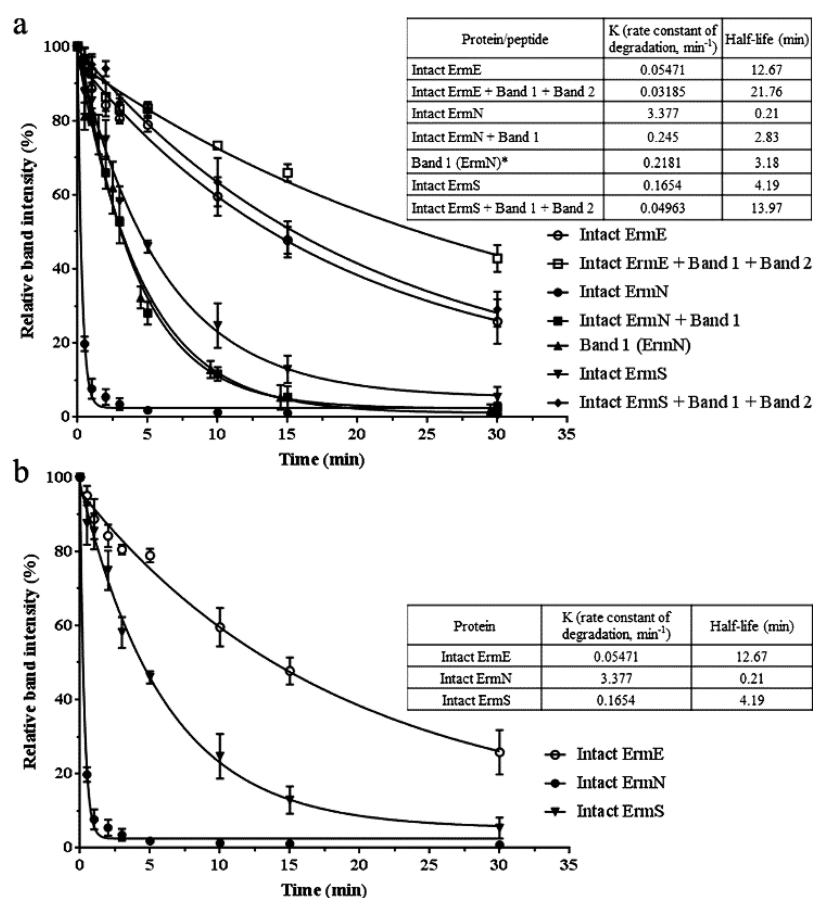 a
Relative band intensity (%)
100
80
60
40
20
0
0 5 10 15 20 25 30 35
Time (min)
Protein/peptide K (rate constant of degradation, min⁻¹) Half-life (min)
Intact ErmE 0.05471 12.67
Intact ErmE + Band 1 + Band 2 0.03185 21.76
Intact ErmN 3.377 0.21
Intact ErmN + Band 1 0.245 2.83
Band 1 (ErmN)* 0.2181 3.18
Intact ErmS 0.1654 4.19
Intact ErmS + Band 1 + Band 2 0.04963 13.97
Intact ErmE
Intact ErmE + Band 1 + Band 2
Intact ErmN
Intact ErmN + Band 1
Band 1 (ErmN)
Intact ErmS
Intact ErmS + Band 1 + Band 2
b
Relative band intensity (%)
100
80
60
40
20
0
0 5 10 15 20 25 30 35
Time (min)
Protein K (rate constant of degradation, min⁻¹) Half-life (min)
Intact ErmE 0.05471 12.67
Intact ErmN 3.377 0.21
Intact ErmS 0.1654 4.19
Intact ErmE
Intact ErmN
Intact ErmS